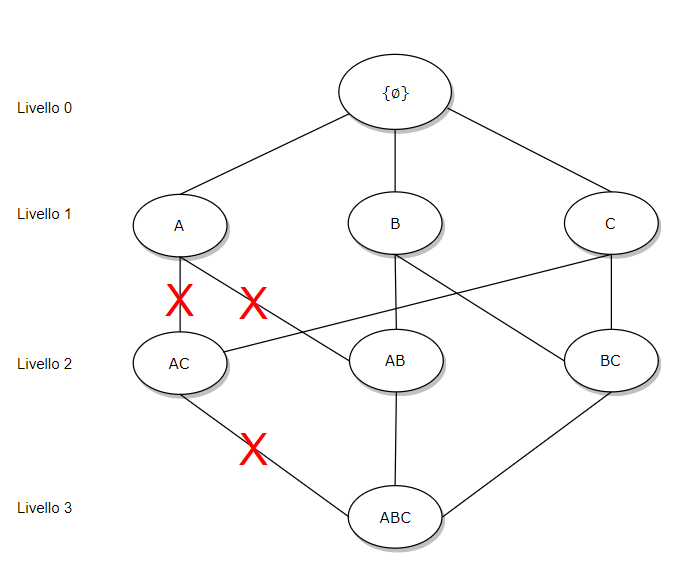 Livello 0
{ø}
Livello 1
A
B
C
X
X
Livello 2
AC
AB
BC
X
Livello 3
ABC